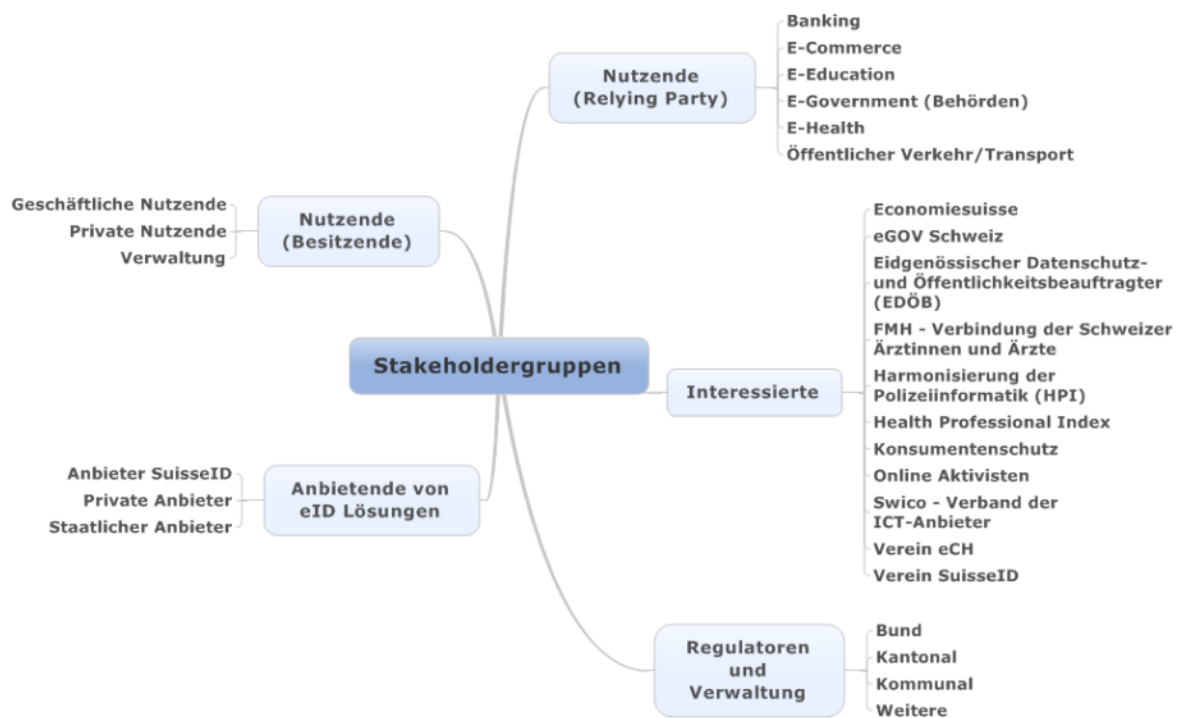 Stakeholdergruppen
Nutzende
(Relying Party)
Banking
E-Commerce
E-Education
E-Government (Behörden)
E-Health
Öffentlicher Verkehr/Transport
Nutzende
(Besitzende)
Geschäftliche Nutzende
Private Nutzende
Verwaltung
Interessierte
Economiesuisse
eGOV Schweiz
Eidgenössischer Datenschutz-
und Öffentlichkeitsbeauftragter
(EDÖB)
FMH - Verbindung der Schweizer
Ärztinnen und Ärzte
Harmonisierung der
Polizeiinformatik (HPI)
Health Professional Index
Konsumentenschutz
Online Aktivisten
Swico - Verband der
ICT-Anbieter
Verein eCH
Verein SuisseID
Anbietende von
eID Lösungen
Anbieter SuisseID
Private Anbieter
Staatlicher Anbieter
Regulatoren
und
Verwaltung
Bund
Kantonal
Kommunal
Weitere